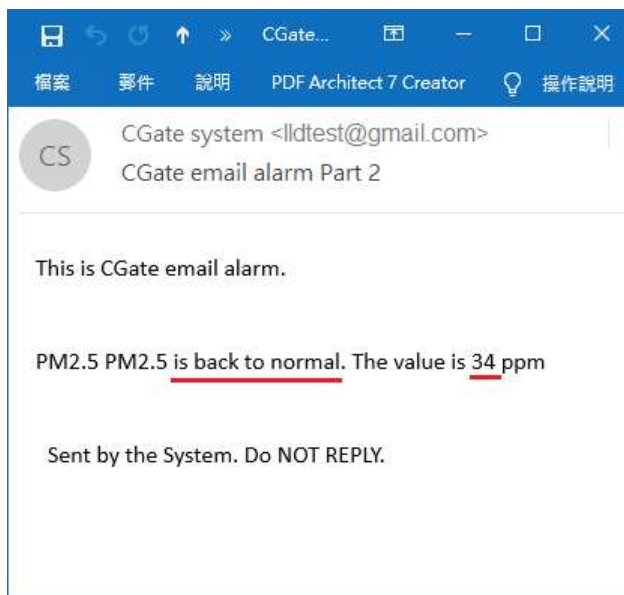 CGate...
檔案 郵件 說明 PDF Architect 7 Creator 操作說明
CS
CGate system <lldtest@gmail.com>
CGate email alarm Part 2
This is CGate email alarm.
PM2.5 PM2.5 is back to normal. The value is 34 ppm
Sent by the System. Do NOT REPLY.